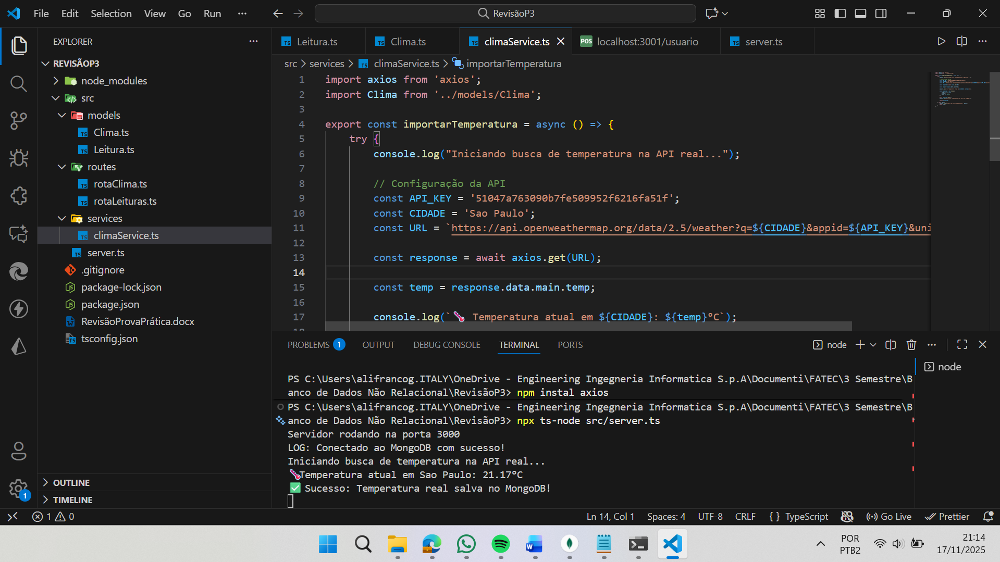 File Edit Selection View Go Run ···
RevisãoP3
EXPLORER
REVISÃOP3
node_modules
src
models
Clima.ts
Leitura.ts
routes
rotaClima.ts
rotaLeituras.ts
services
climaService.ts
server.ts
.gitignore
package-lock.json
package.json
RevisãoProvaPrática.docx
tsconfig.json
OUTLINE
TIMELINE
Leitura.ts Clima.ts climaService.ts POS localhost:3001/usuario server.ts
src > services > climaService.ts > importarTemperatura
1 import axios from 'axios';
2 import Clima from '../models/Clima';
3
4 export const importarTemperatura = async () => {
5 try {
6 console.log("Iniciando busca de temperatura na API real...");
7
8 // Configuração da API
9 const API_KEY = '51047a763090b7fe509952f6216fa51f';
10 const CIDADE = 'Sao Paulo';
11 const URL = `https://api.openweathermap.org/data/2.5/weather?q=${CIDADE}&appid=${API_KEY}&uni
12
13 const response = await axios.get(URL);
14
15 const temp = response.data.main.temp;
16
17 console.log(`🌡️ Temperatura atual em ${CIDADE}: ${temp}°C`);
PROBLEMS 1 OUTPUT DEBUG CONSOLE TERMINAL PORTS
node
node
PS C:\Users\alifrancog.ITALY\OneDrive - Engineering Ingegneria Informatica S.p.A\Documenti\FATEC\3 Semestre\B
anco de Dados Não Relacional\RevisãoP3> npm instal axios
PS C:\Users\alifrancog.ITALY\OneDrive - Engineering Ingegneria Informatica S.p.A\Documenti\FATEC\3 Semestre\B
anco de Dados Não Relacional\RevisãoP3> npx ts-node src/server.ts
Servidor rodando na porta 3000
LOG: Conectado ao MongoDB com sucesso!
Iniciando busca de temperatura na API real...
🌡️Temperatura atual em Sao Paulo: 21.17°C
✅ Sucesso: Temperatura real salva no MongoDB!
1
1 0
Ln 14, Col 1 Spaces: 4 UTF-8 CRLF { } TypeScript Go Live Prettier
POR
PTB2
21:14
17/11/2025